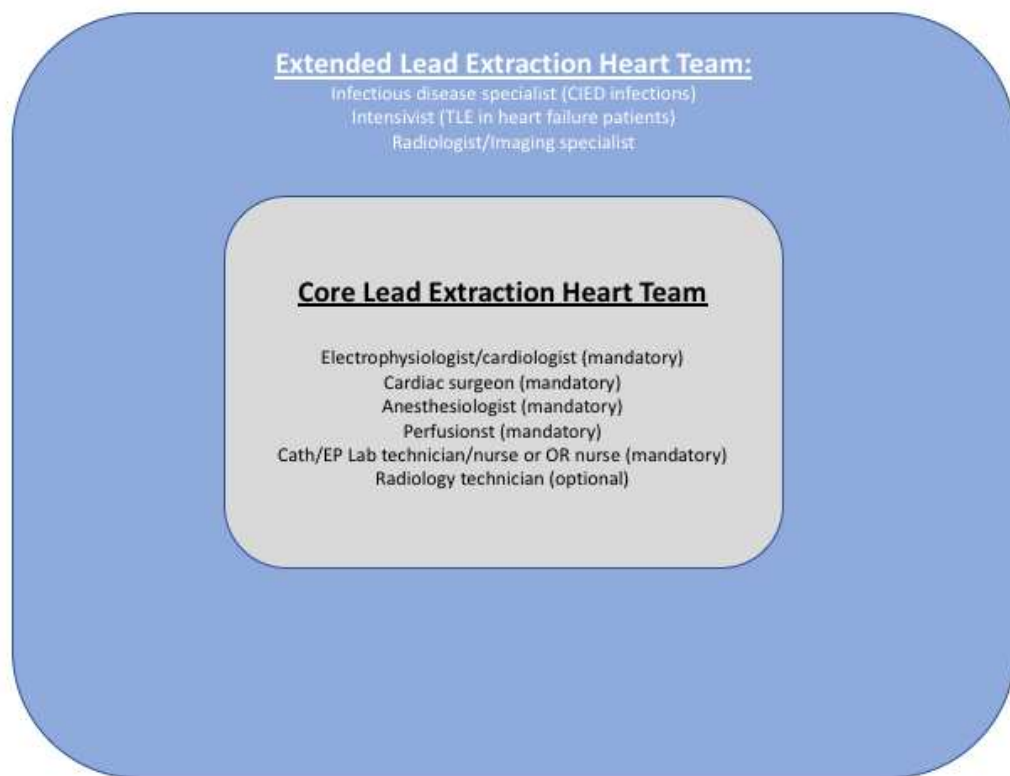 Extended Lead Extraction Heart Team:
Infectious disease specialist (CIED infections)
Intensivist (TLE in heart failure patients)
Radiologist/Imaging specialist
Core Lead Extraction Heart Team
Electrophysiologist/cardiologist (mandatory)
Cardiac surgeon (mandatory)
Anesthesiologist (mandatory)
Perfusionst (mandatory)
Cath/EP Lab technician/nurse or OR nurse (mandatory)
Radiology technician (optional)